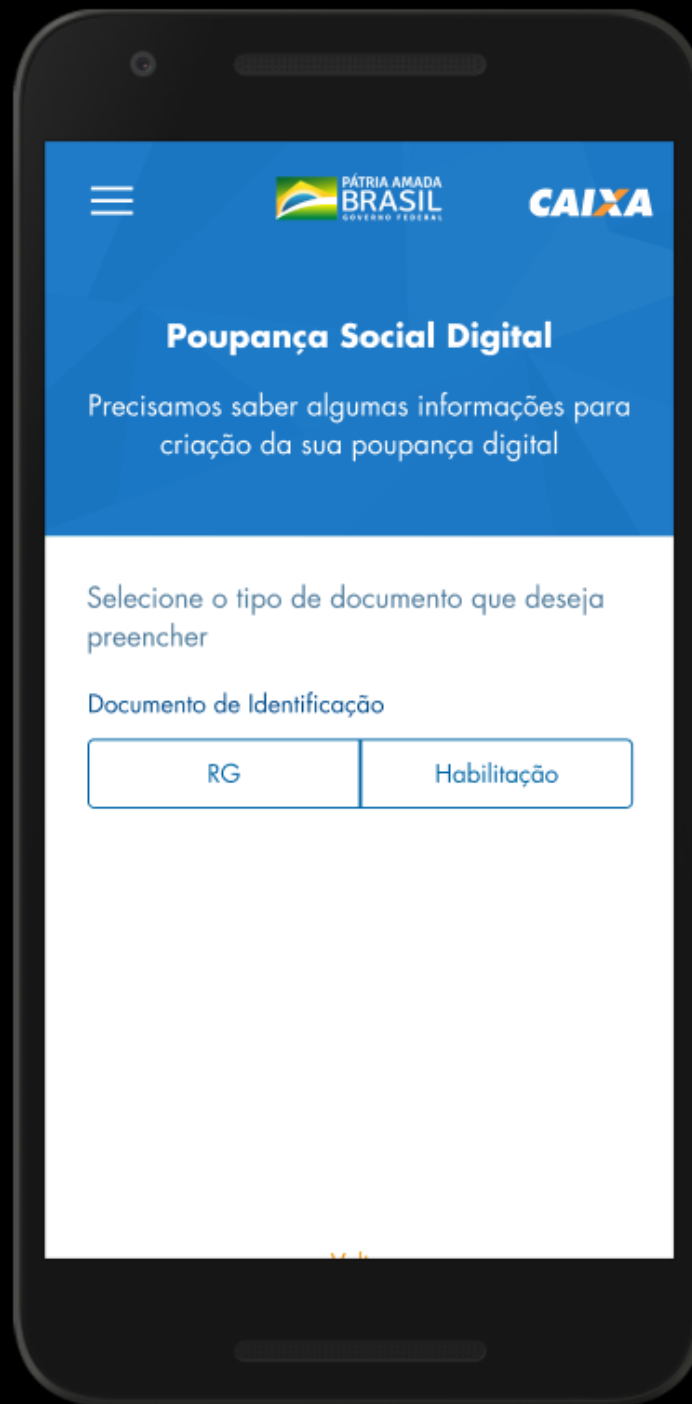 PÁTRIA AMADA
BRASIL
GOVERNO FEDERAL
CAIXA
Poupança Social Digital
Precisamos saber algumas informações para
criação da sua poupança digital
Selecione o tipo de documento que deseja
preencher
Documento de Identificação
RG
Habilitação